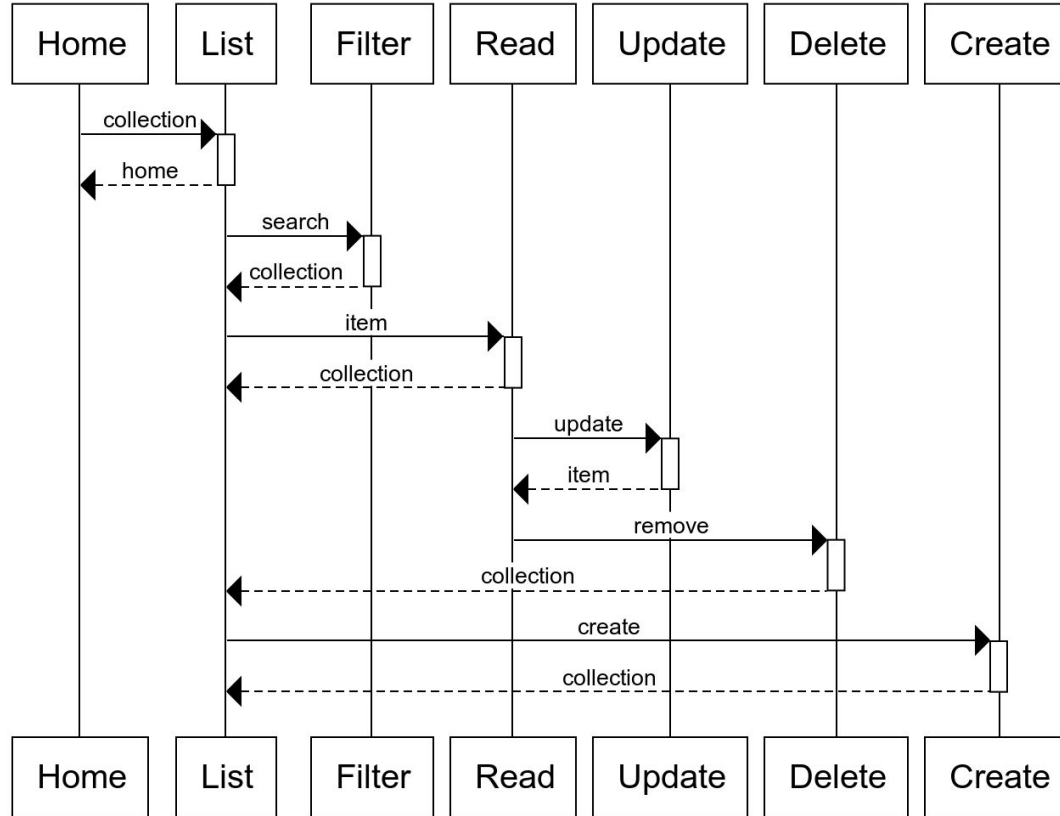 Home List Filter Read Update Delete Create
collection
home
search
collection
item
collection
update
item
remove
collection
create
collection
Home List Filter Read Update Delete Create